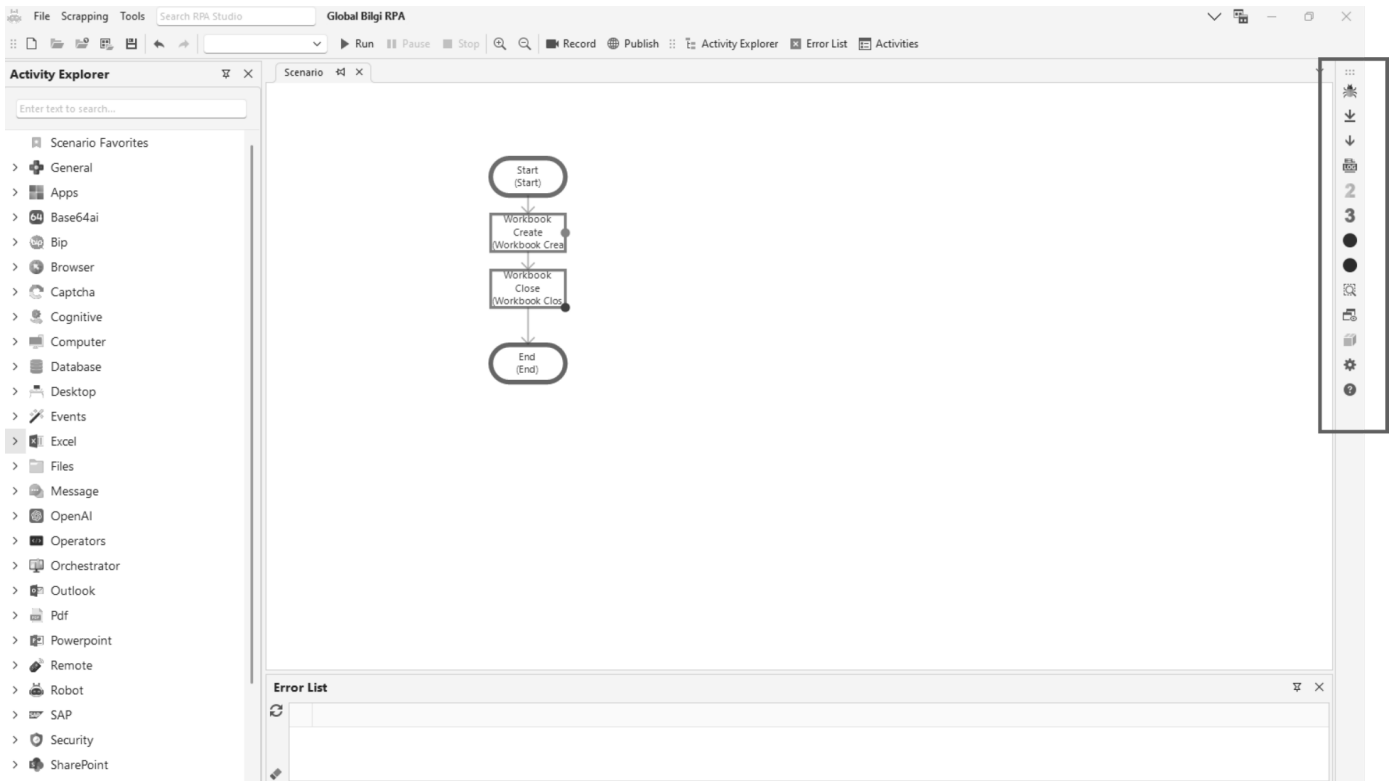 File Scrapping Tools Search RPA Studio Global Bilgi RPA
Run Pause Stop Record Publish Activity Explorer Error List Activities
Activity Explorer
Scenario
Enter text to search...
Scenario Favorites
General
Apps
64 Base64ai
Bip
Browser
Captcha
Cognitive
Computer
Database
Desktop
Events
Excel
Files
Message
OpenAI
Operators
Orchestrator
Outlook
Pdf
Powerpoint
Remote
Robot
SAP
Security
SharePoint
Start
(Start)
Workbook
Create
(Workbook Crea
Workbook
Close
(Workbook Clos
End
(End)
LOG
2
3
Error List